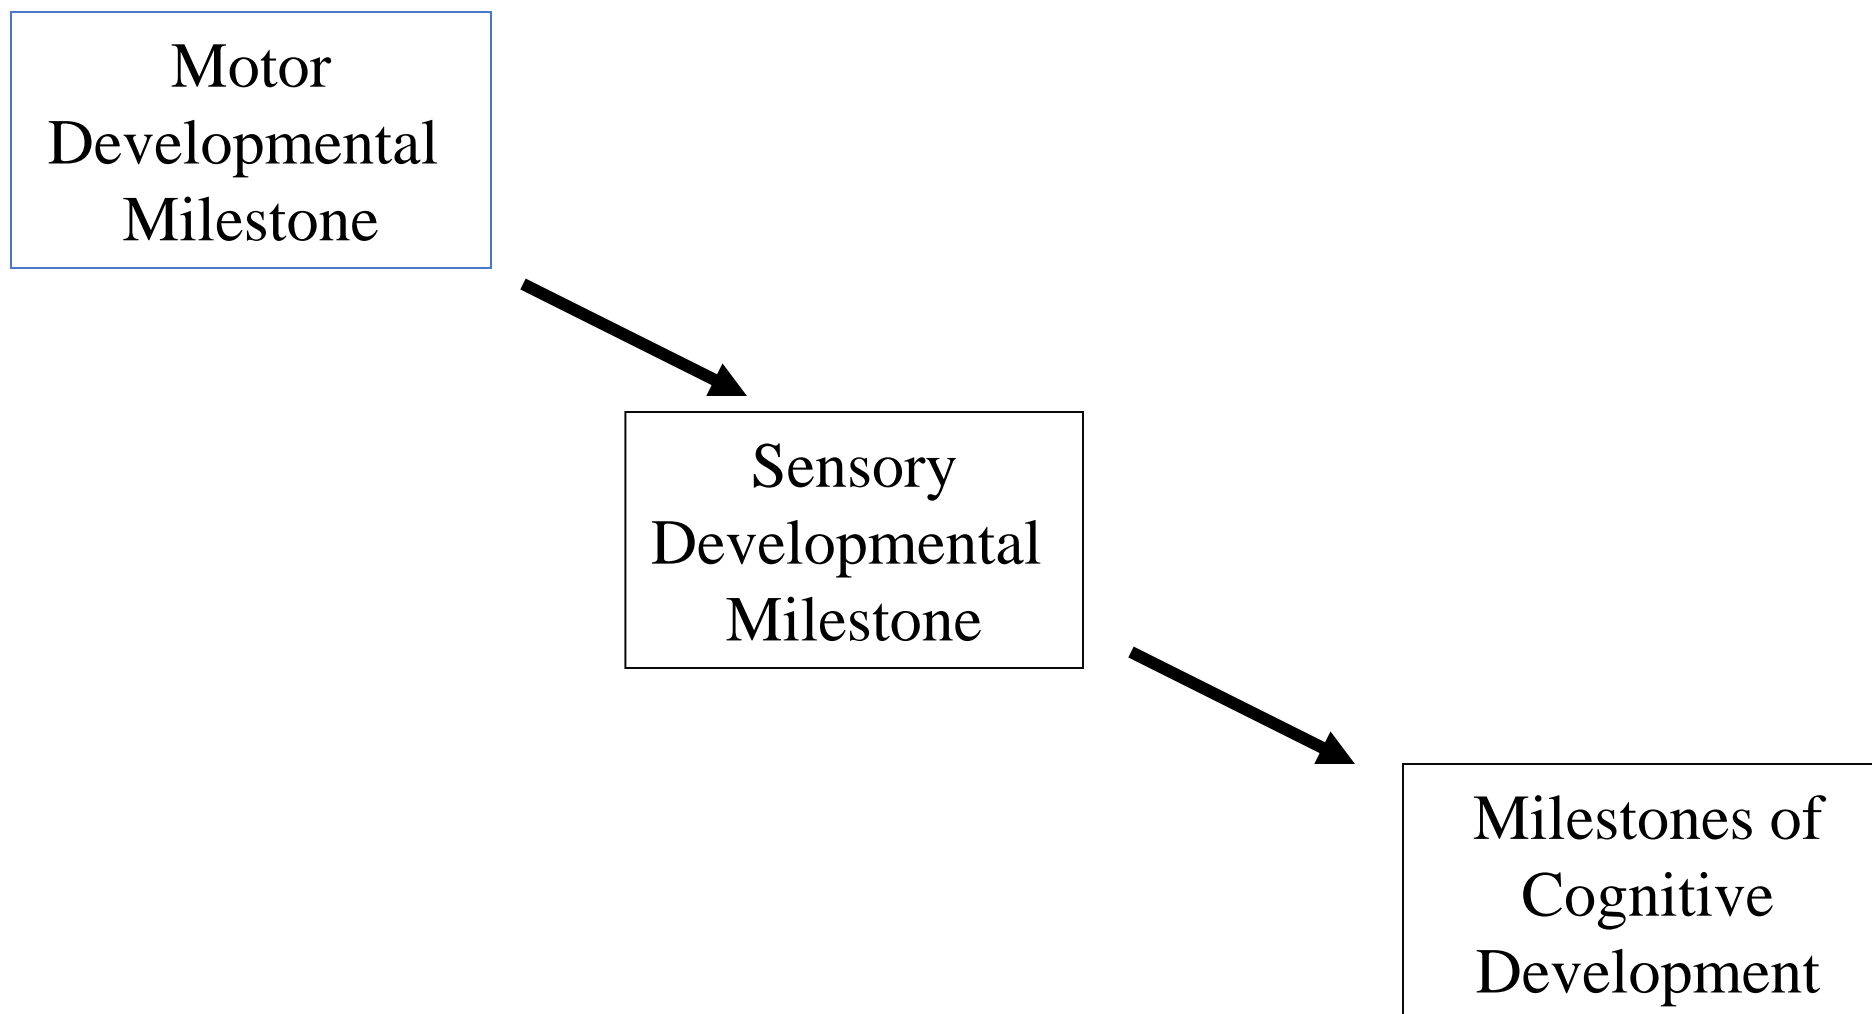 Motor
Developmental
Milestone
Sensory
Developmental
Milestone
Milestones of
Cognitive
Development